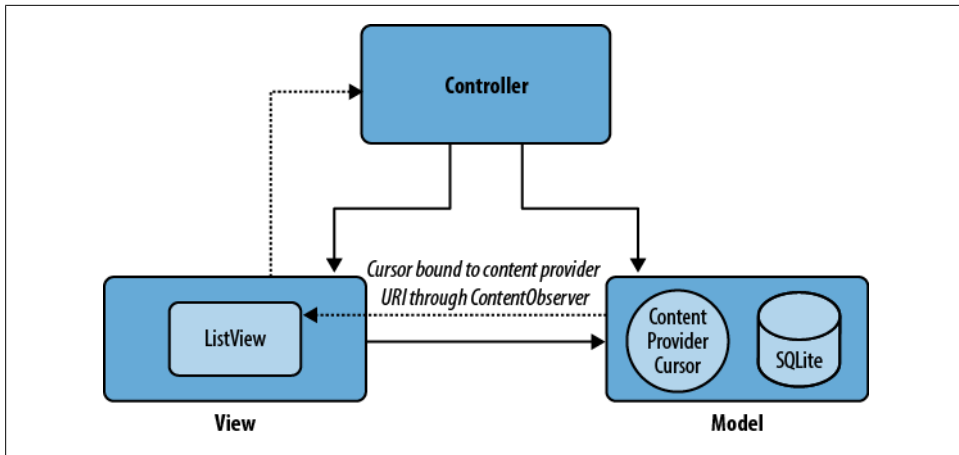 Controller
Cursor bound to content provider
URI through ContentObserver
ListView
Content
Provider
Cursor
SQLite
View
Model